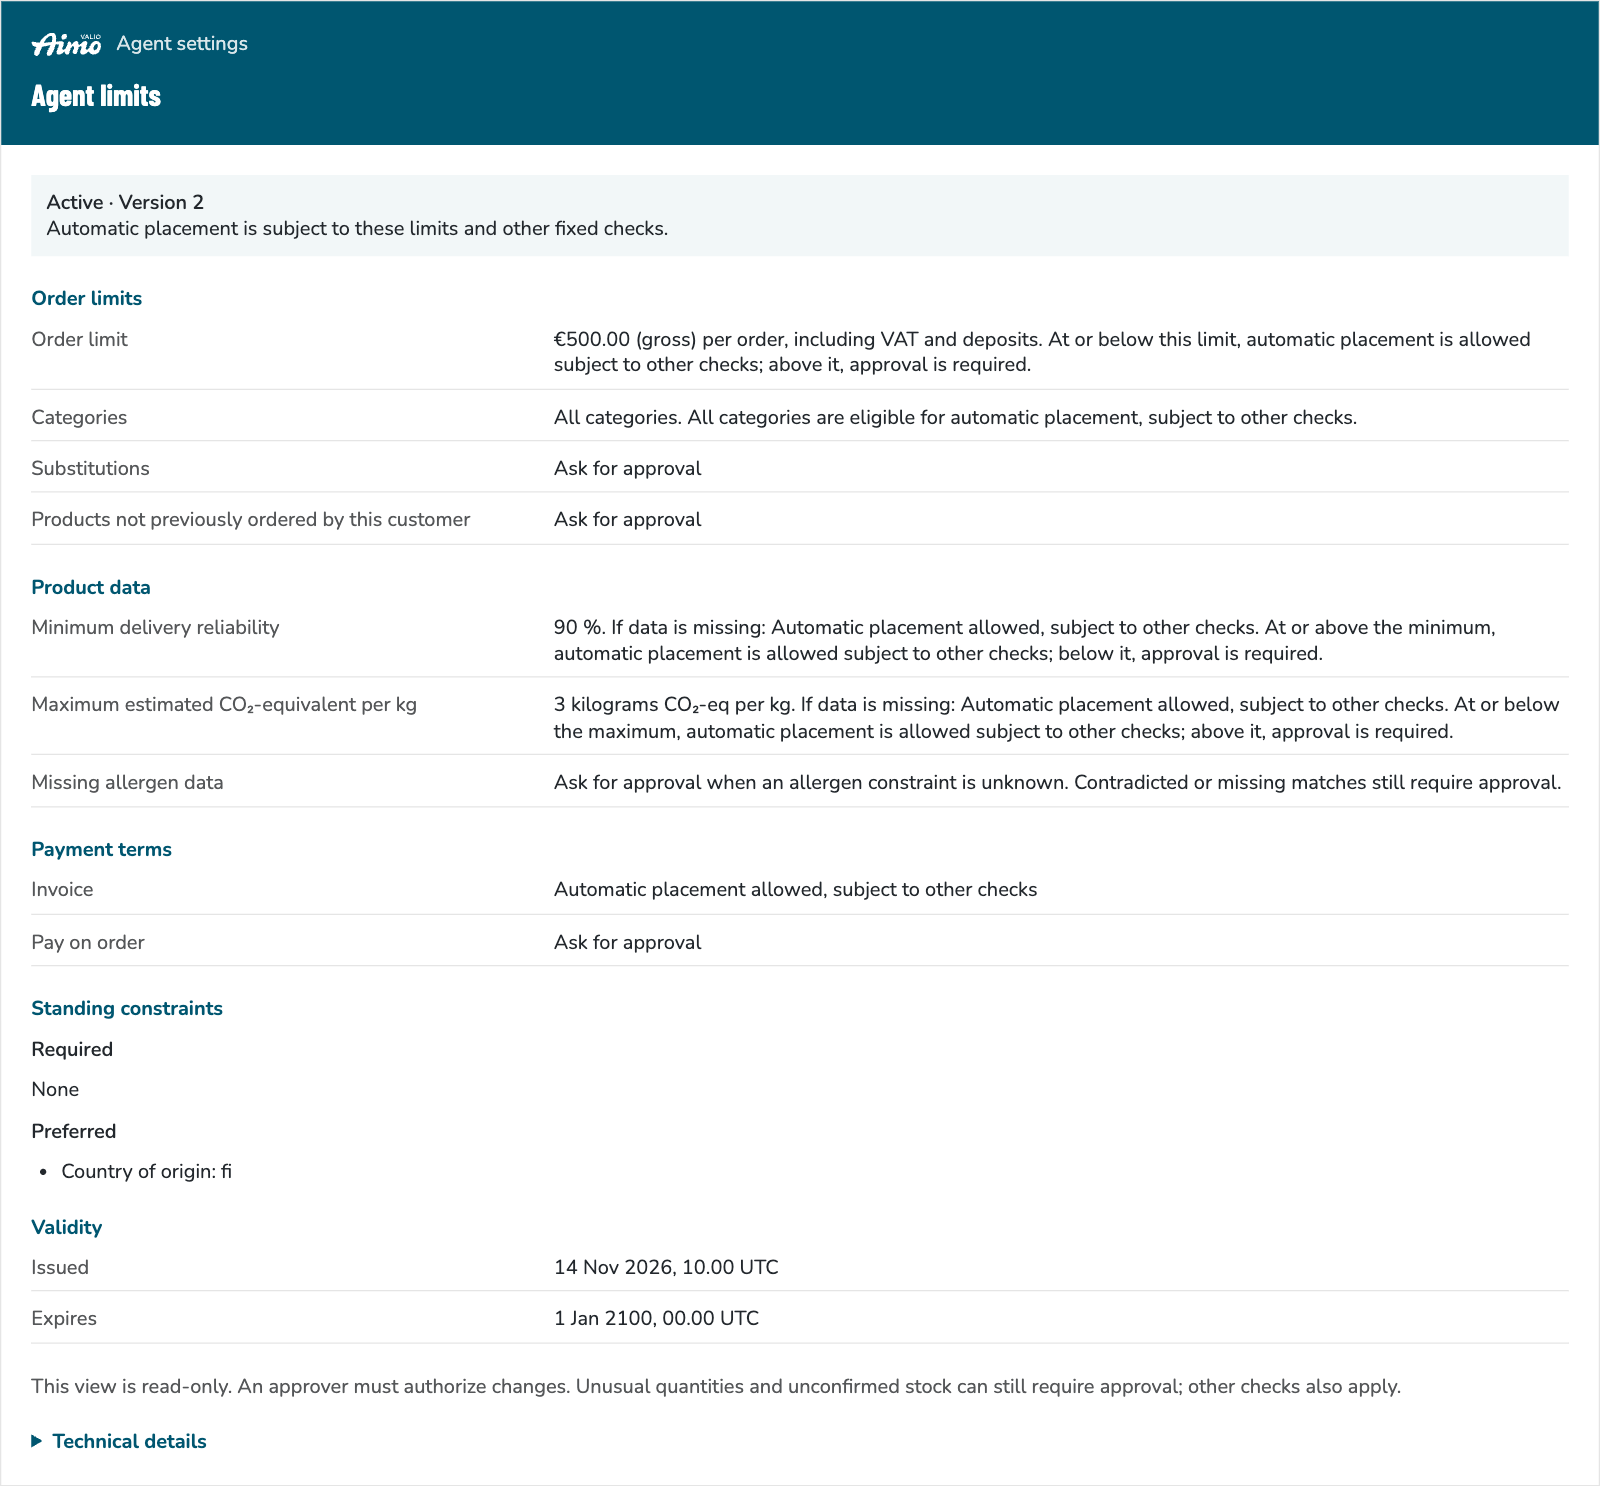 Aimo VALIO Agent settings
Agent limits
Active · Version 2
Automatic placement is subject to these limits and other fixed checks.
Order limits
Order limit
€500.00 (gross) per order, including VAT and deposits. At or below this limit, automatic placement is allowed
subject to other checks; above it, approval is required.
Categories
All categories. All categories are eligible for automatic placement, subject to other checks.
Substitutions
Ask for approval
Products not previously ordered by this customer
Ask for approval
Product data
Minimum delivery reliability
90 %. If data is missing: Automatic placement allowed, subject to other checks. At or above the minimum,
automatic placement is allowed subject to other checks; below it, approval is required.
Maximum estimated CO₂-equivalent per kg
3 kilograms CO₂-eq per kg. If data is missing: Automatic placement allowed, subject to other checks. At or below
the maximum, automatic placement is allowed subject to other checks; above it, approval is required.
Missing allergen data
Ask for approval when an allergen constraint is unknown. Contradicted or missing matches still require approval.
Payment terms
Invoice
Automatic placement allowed, subject to other checks
Pay on order
Ask for approval
Standing constraints
Required
None
Preferred
• Country of origin: fi
Validity
Issued
14 Nov 2026, 10.00 UTC
Expires
1 Jan 2100, 00.00 UTC
This view is read-only. An approver must authorize changes. Unusual quantities and unconfirmed stock can still require approval; other checks also apply.
Technical details